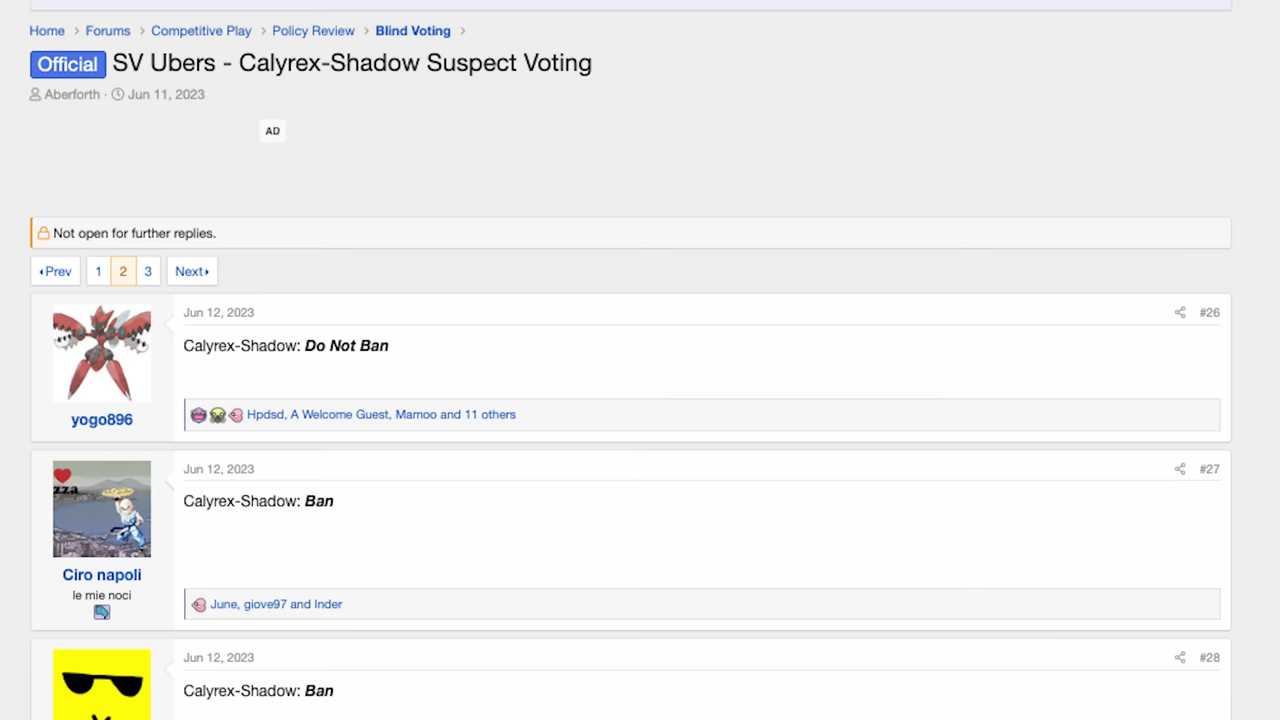 Home > Forums > Competitive Play > Policy Review > Blind Voting >
Official SV Ubers - Calyrex-Shadow Suspect Voting
Aberforth · Jun 11, 2023
AD
Not open for further replies.
Prev 1 2 3 Next
Jun 12, 2023 #26
Calyrex-Shadow: Do Not Ban
yogo896
Hpdsd, A Welcome Guest, Mamoo and 11 others
Jun 12, 2023 #27
zza
Calyrex-Shadow: Ban
Ciro napoli
le mie noci
June, giove97 and Inder
Jun 12, 2023 #28
Calyrex-Shadow: Ban